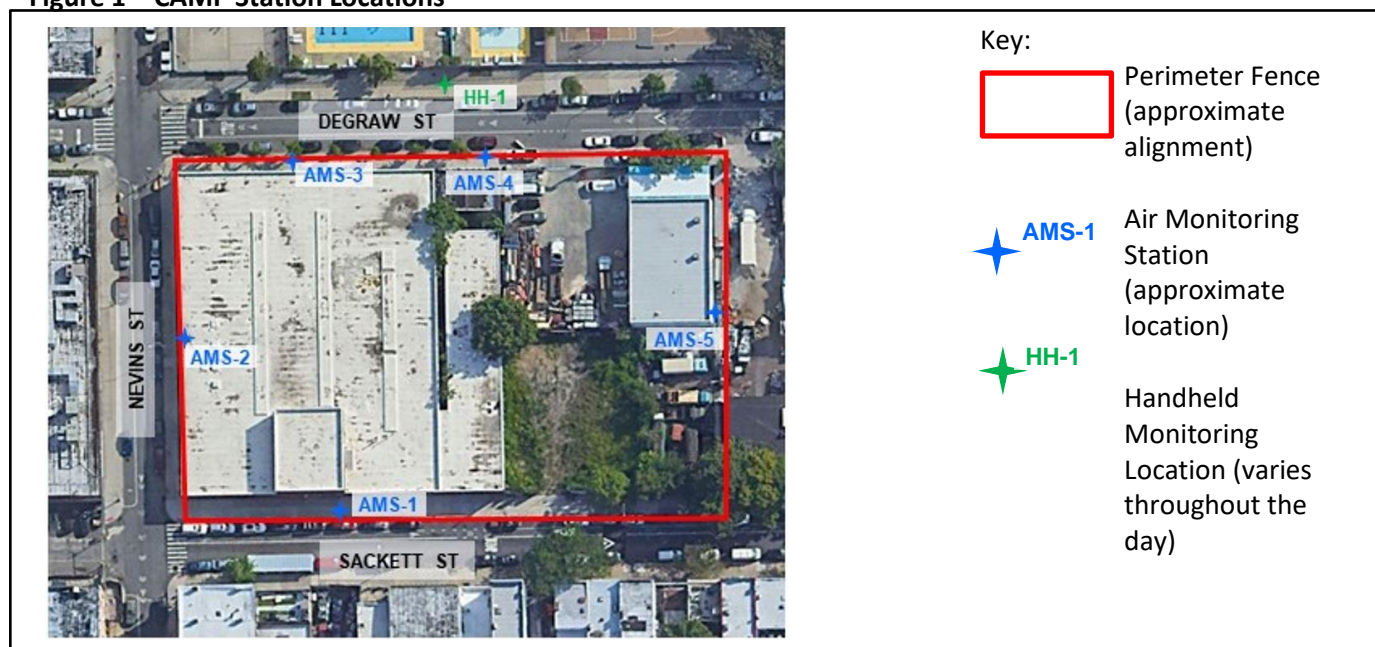 Figure 1 – CAMP Station Locations
HH-1
DEGRAW ST
AMS-3
AMS-4
NEVINS ST
AMS-2
AMS-5
AMS-1
SACKETT ST
Key:
Perimeter Fence
(approximate
alignment)
AMS-1
Air Monitoring
Station
(approximate
location)
HH-1
Handheld
Monitoring
Location (varies
throughout the
day)